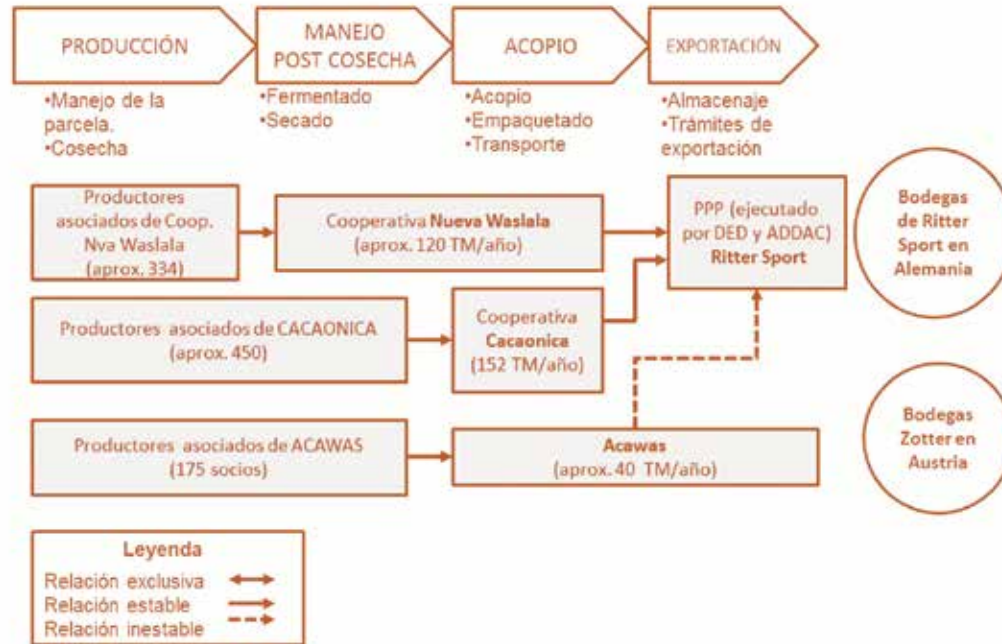 PRODUCCIÓN
MANEJO
POST COSECHA
ACOPIO
EXPORTACIÓN
•Manejo de la
parcela.
•Cosecha
•Fermentado
•Secado
•Acopio
•Empaquetado
•Transporte
•Almacenaje
•Trámites de
exportación
Productores
asociados de Coop.
Nva Waslala
(aprox. 334)
Cooperativa Nueva Waslala
(aprox. 120 TM/año)
PPP (ejecutado
por DED y ADDAC)
Ritter Sport
Bodegas
de Ritter
Sport en
Alemania
Productores asociados de CACAONICA
(aprox. 450)
Cooperativa
Cacaonica
(152 TM/año)
Productores asociados de ACAWAS
(175 socios)
Acawas
(aprox. 40 TM/año)
Bodegas
Zotter en
Austria
Leyenda
Relación exclusiva
Relación estable
Relación inestable